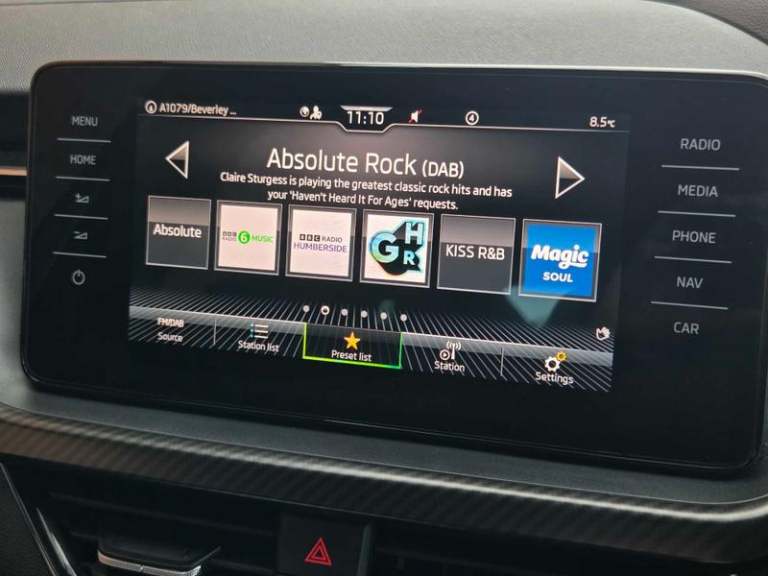 A1079/Beverley ...
11:10
4
8.5°C
MENU
HOME
RADIO
MEDIA
PHONE
NAV
CAR
Absolute Rock (DAB)
Claire Sturgess is playing the greatest classic rock hits and has
your 'Haven't Heard It For Ages' requests.
Absolute
BBC
RADIO 6 MUSIC
BBC RADIO
HUMBERSIDE
GHR
KISS R&B
Magic
SOUL
FM/DAB
Source
Station list
Preset list
Station
Settings